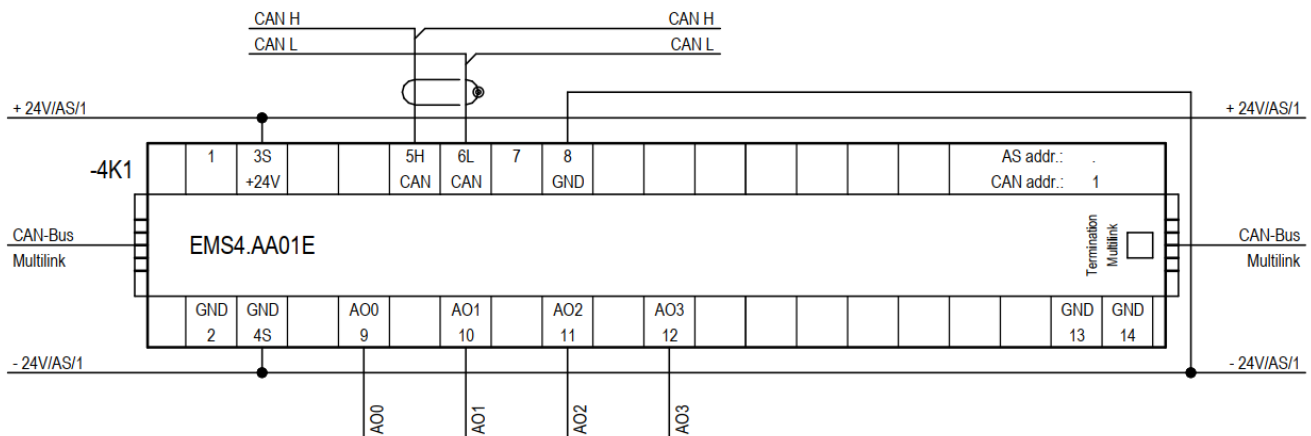 CAN H CAN H
CAN L CAN L
+ 24V/AS/1 + 24V/AS/1
-4K1
1 3S 5H 6L 7 8 AS addr.: .
+24V CAN CAN GND CAN addr.: 1
CAN-Bus
Multilink
EMS4.AA01E
Termination
Multilink
CAN-Bus
Multilink
GND GND AO0 AO1 AO2 AO3 GND GND
2 4S 9 10 11 12 13 14
- 24V/AS/1 - 24V/AS/1
AO0
AO1
AO2
AO3